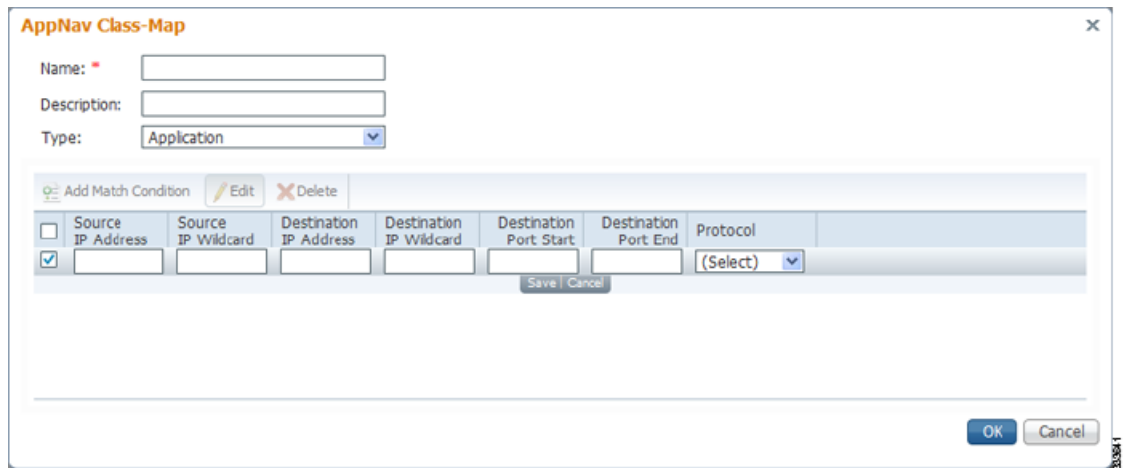 AppNav Class-Map
Name: *
Description:
Type: Application
Add Match Condition Edit Delete
Source IP Address Source IP Wildcard Destination IP Address Destination IP Wildcard Destination Port Start Destination Port End Protocol
(Select)
Save | Cancel
OK Cancel